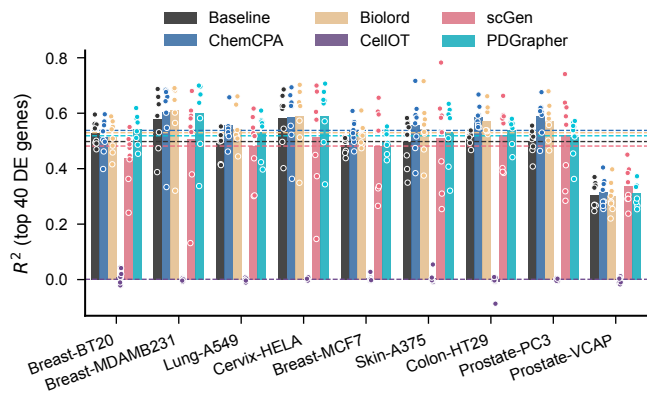 Baseline
Biolord
scGen
ChemCPA
CellOT
PDGrapher
R² (top 40 DE genes)
0.8
0.6
0.4
0.2
0.0
Breast-BT20
Breast-MDAMB231
Lung-A549
Cervix-HELA
Breast-MCF7
Skin-A375
Colon-HT29
Prostate-PC3
Prostate-VCAP